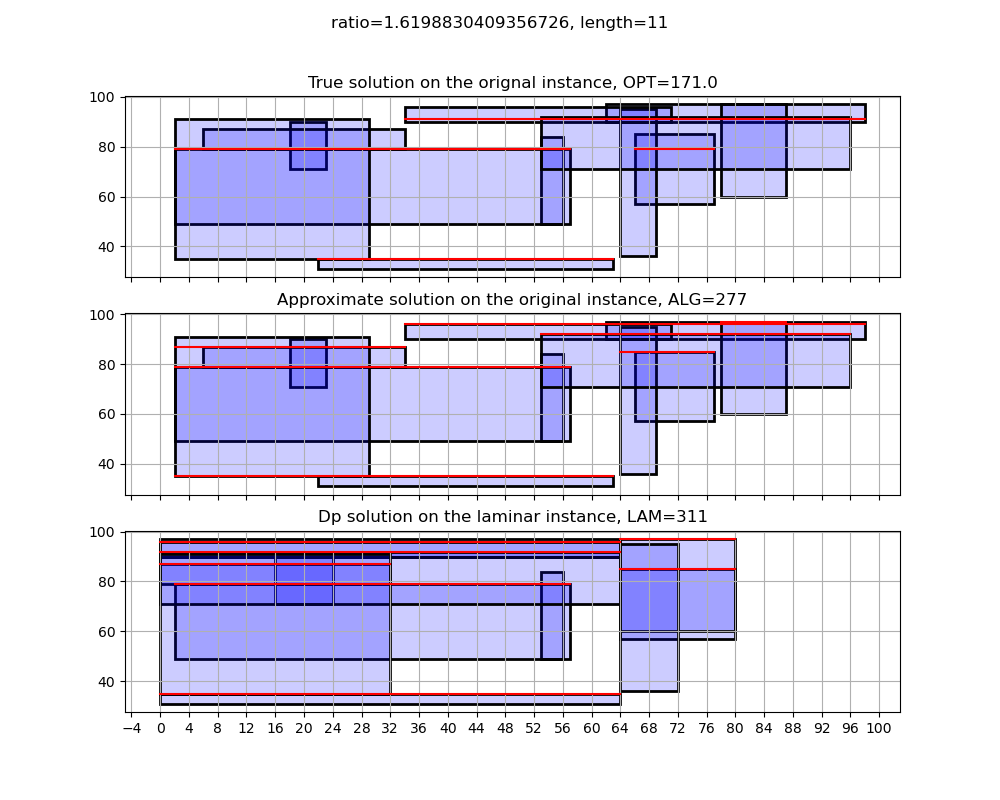 ratio=1.6198830409356726, length=11
True solution on the orignal instance, OPT=171.0
100
80
60
40
Approximate solution on the original instance, ALG=277
100
80
60
40
Dp solution on the laminar instance, LAM=311
100
80
60
40
−4 0 4 8 12 16 20 24 28 32 36 40 44 48 52 56 60 64 68 72 76 80 84 88 92 96 100